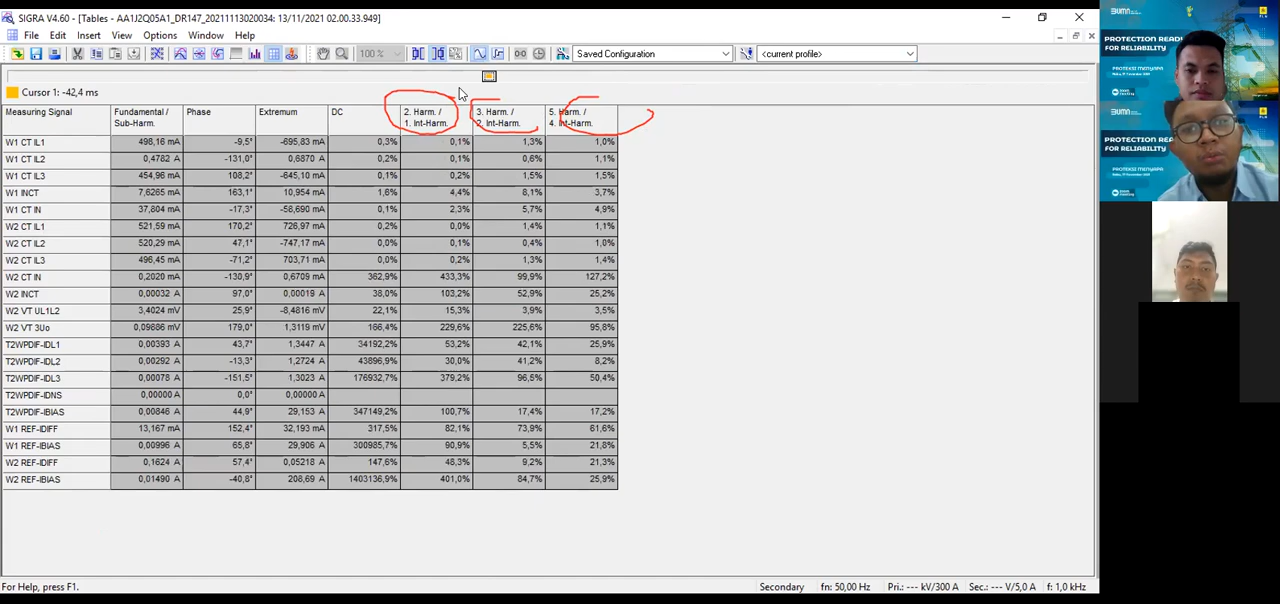 SIGRA V4.60 - [Tables - AA1J2Q05A1_DR147_20211113020034: 13/11/2021 02.00.33.949]
File Edit Insert View Options Window Help
100 % Saved Configuration <current profile>
Cursor 1: -42,4 ms
Measuring Signal Fundamental / Sub-Harm. Phase Extremum DC 2. Harm. / 1. Int-Harm. 3. Harm. / 2. Int-Harm. 5. Harm. / 4. Int-Harm.
W1 CT IL1 498,16 mA -9,5° -695,83 mA 0,3% 0,1% 1,3% 1,0%
W1 CT IL2 0,4782 A -131,0° 0,6870 A 0,2% 0,1% 0,6% 1,1%
W1 CT IL3 454,96 mA 108,2° -645,10 mA 0,1% 0,2% 1,5% 1,5%
W1 INCT 7,6265 mA 163,1° 10,954 mA 1,6% 4,4% 8,1% 3,7%
W1 CT IN 37,804 mA -17,3° -58,690 mA 0,1% 2,3% 5,7% 4,9%
W2 CT IL1 521,59 mA 170,2° 726,97 mA 0,2% 0,0% 1,4% 1,1%
W2 CT IL2 520,29 mA 47,1° -747,17 mA 0,0% 0,1% 0,4% 1,0%
W2 CT IL3 496,45 mA -71,2° 703,71 mA 0,0% 0,2% 1,3% 1,4%
W2 CT IN 0,2020 mA -130,9° 0,6709 mA 362,9% 433,3% 99,9% 127,2%
W2 INCT 0,00032 A 97,0° 0,00019 A 38,0% 103,2% 52,9% 25,2%
W2 VT UL1L2 3,4024 mV 25,9° -8,4816 mV 22,1% 15,3% 3,9% 3,5%
W2 VT 3Uo 0,09886 mV 179,0° 1,3119 mV 166,4% 229,6% 225,6% 95,8%
T2WPDIF-IDL1 0,00393 A 43,7° 1,3447 A 34192,2% 53,2% 42,1% 25,9%
T2WPDIF-IDL2 0,00292 A -13,3° 1,2724 A 43896,9% 30,0% 41,2% 8,2%
T2WPDIF-IDL3 0,00078 A -151,5° 1,3023 A 176932,7% 379,2% 96,5% 50,4%
T2WPDIF-IDNS 0,00000 A 0,0° 0,00000 A
T2WPDIF-IBIAS 0,00846 A 44,9° 29,153 A 347149,2% 100,7% 17,4% 17,2%
W1 REF-IDIFF 13,167 mA 152,4° 32,193 mA 317,5% 82,1% 73,9% 61,6%
W1 REF-IBIAS 0,00996 A 65,8° 29,906 A 300985,7% 90,9% 5,5% 21,8%
W2 REF-IDIFF 0,1624 A 57,4° 0,05218 A 147,6% 48,3% 9,2% 21,3%
W2 REF-IBIAS 0,01490 A -40,8° 208,69 A 1403136,9% 401,0% 84,7% 25,9%
For Help, press F1. Secondary fn: 50,00 Hz Pri.: --- kV/300 A Sec.: --- V/5,0 A f: 1,0 kHz
BUMN
PROTECTION READ
FOR RELIABILITY
PROTEKSI MENYAPA
BUMN
PROTECTION READ
FOR RELIABILITY